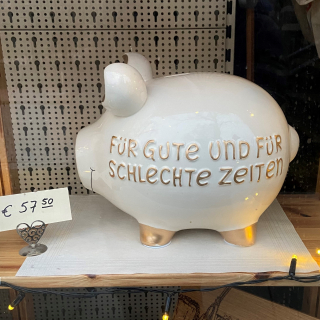 FÜR GUTE UND FÜR
SCHLECHTE ZEITEN
€ 57 50